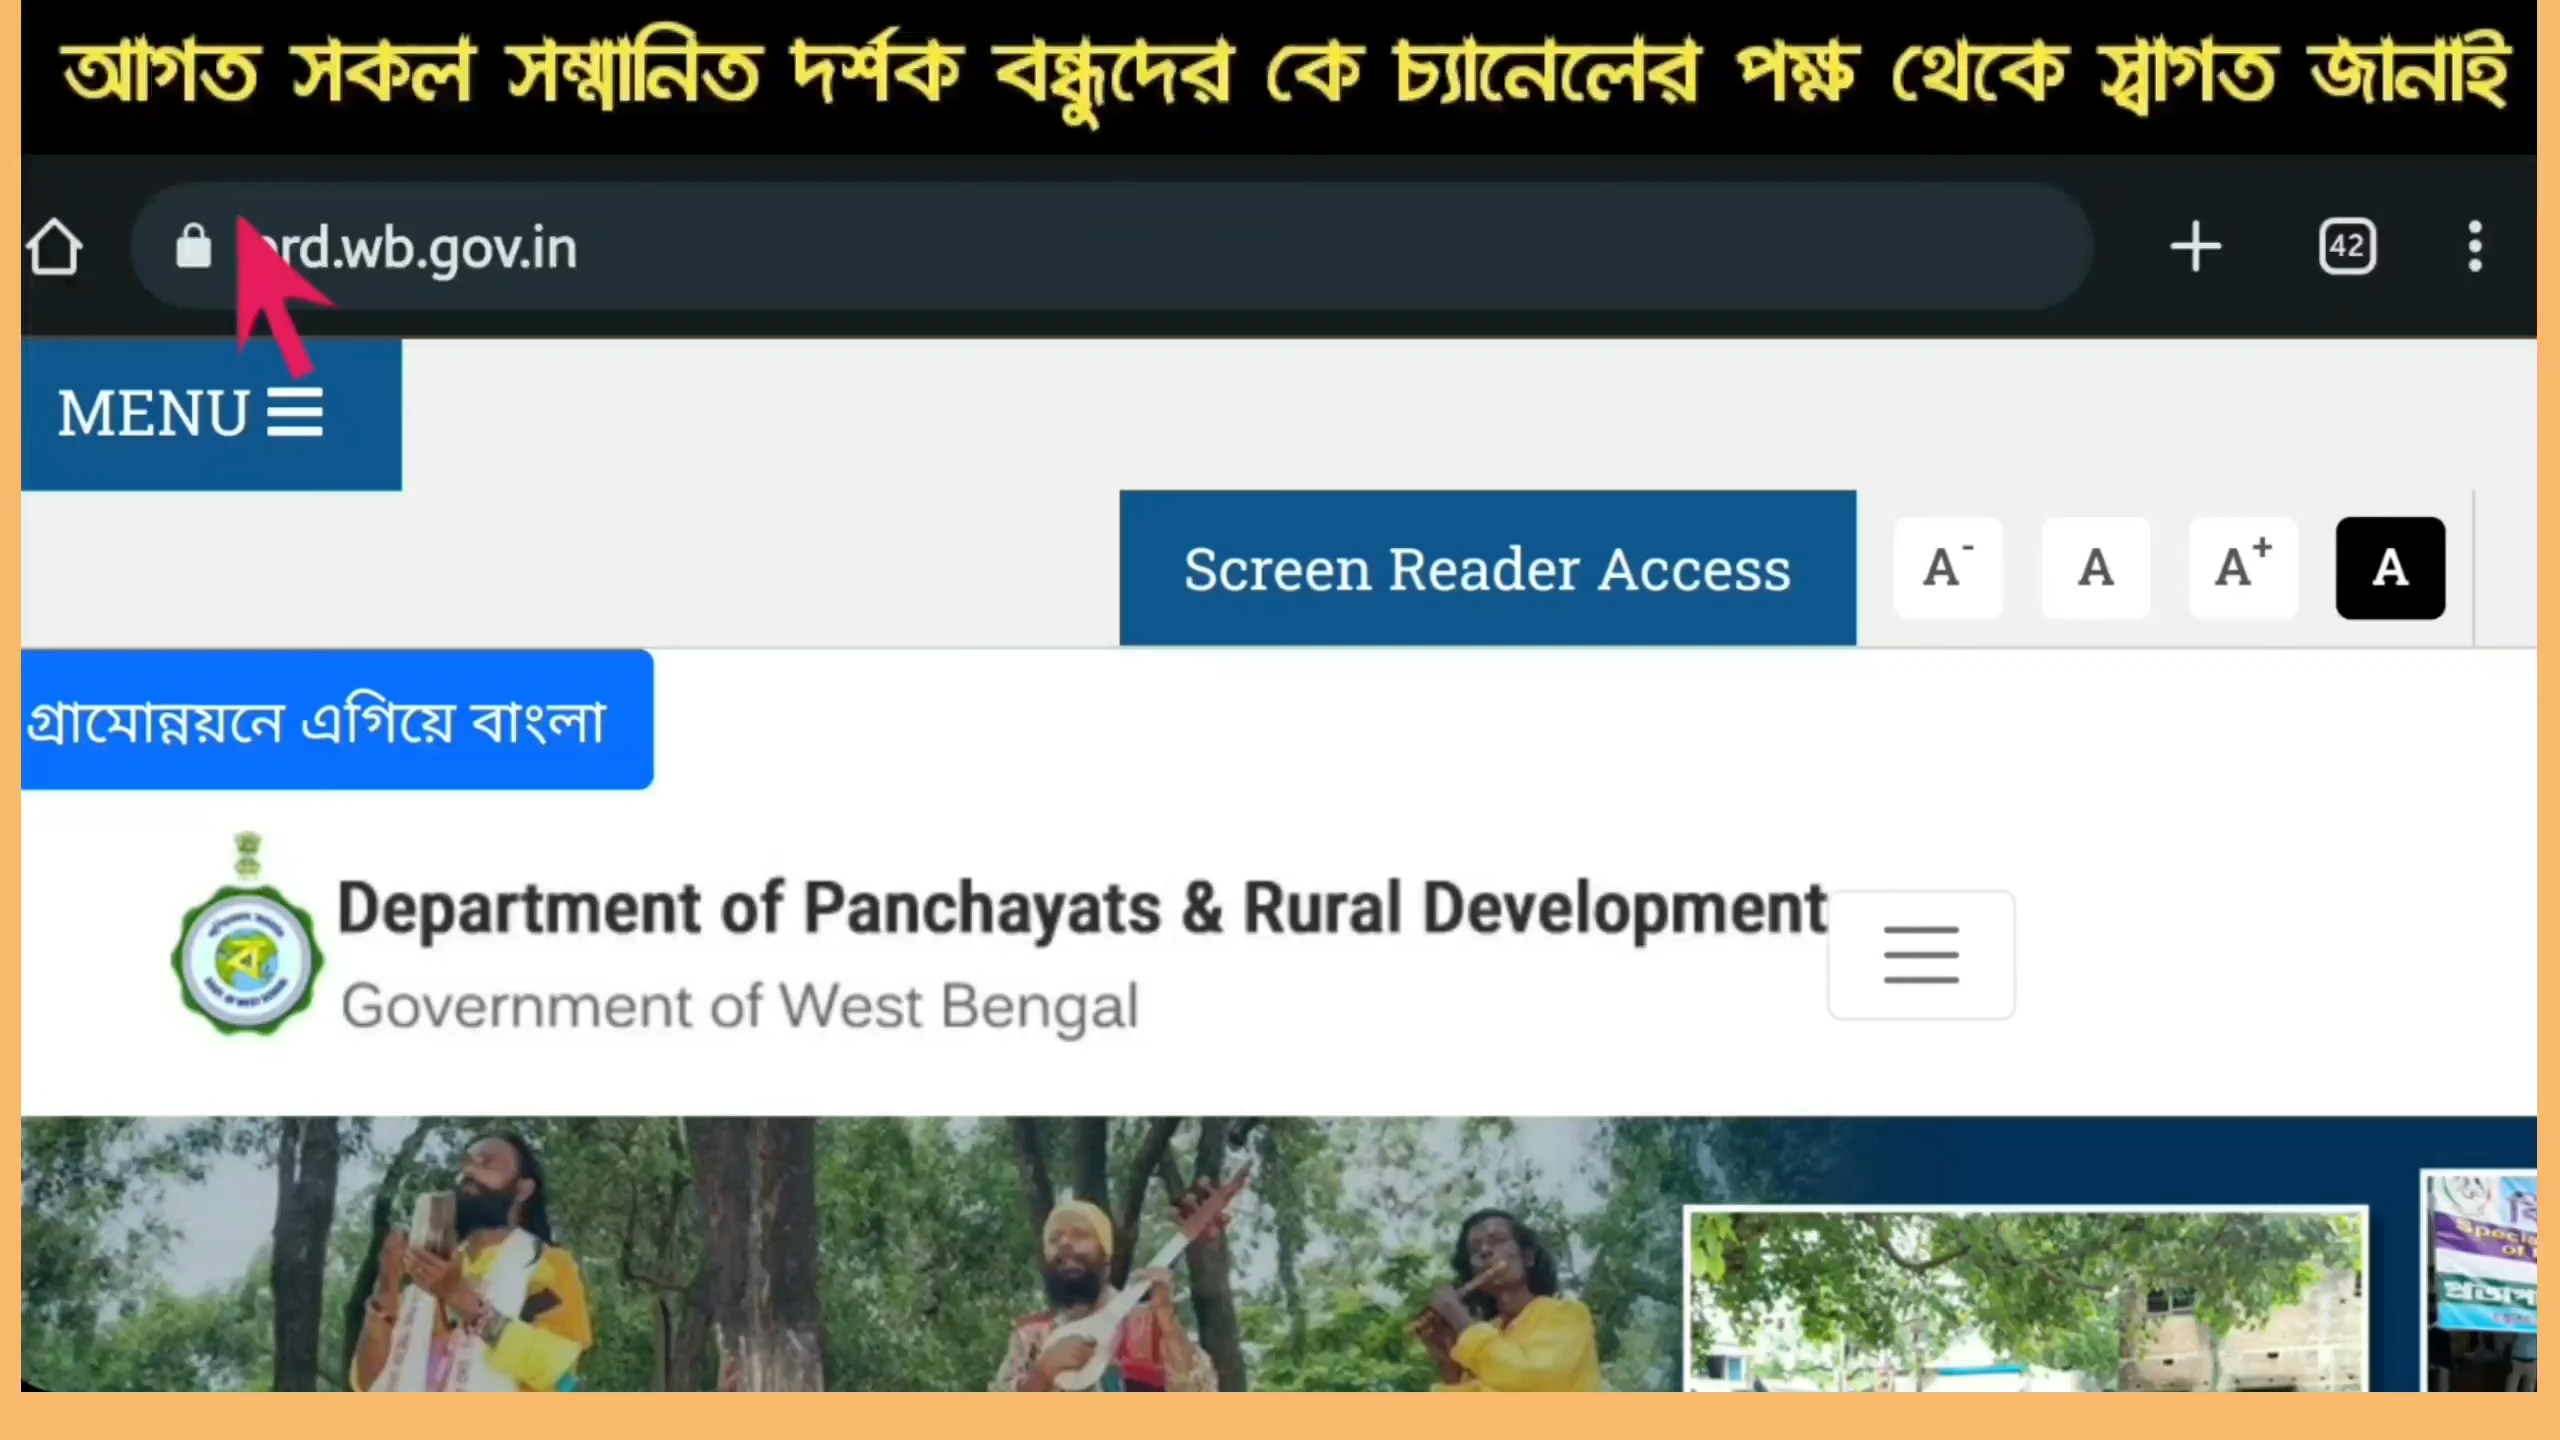 আগত সকল সম্মানিত দর্শক বন্ধুদের কে চ্যানেলের পক্ষ থেকে স্বাগত জানাই
rd.wb.gov.in
42
MENU
Screen Reader Access
A- A A+ A
গ্রামোন্নয়নে এগিয়ে বাংলা
Department of Panchayats & Rural Development
Government of West Bengal